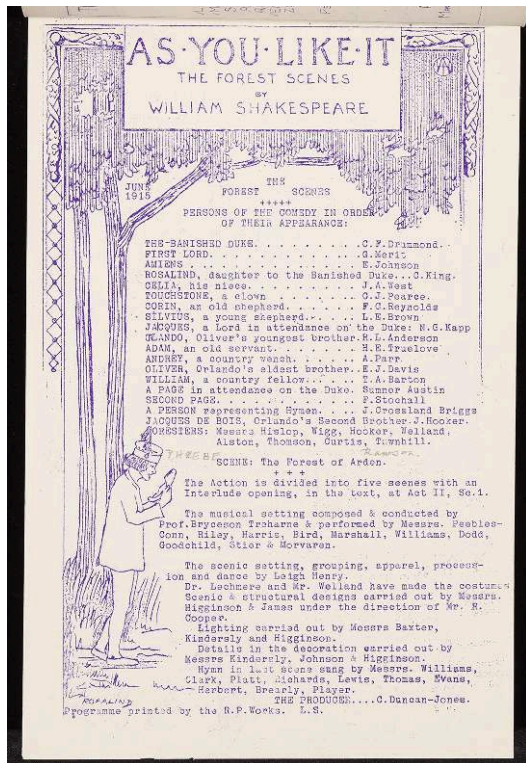 AS·YOU·LIKE·IT
THE FOREST SCENES
BY
WILLIAM SHAKESPEARE
JUNE
1915
THE
FOREST SCENES
+++++
PERSONS OF THE COMEDY IN ORDER
OF THEIR APPEARANCE:
THE-BANISHED DUKE. . . . . . . . . .C.F.Drummond.
FIRST LORD. . . . . . . . . . . . . .G.Merit
AMIENS . . . . . . . . . . . . . . .E.Johnson
ROSALIND, daughter to the Banished Duke...C.King.
CELIA, his niece. . . . . . . . . . .J.A.West
TOUCHSTONE, a clown . . . . . . . . .C.J.Pearce.
CORIN, an old shepherd. . . . . . . .F.C.Reynolds
SILVIUS, a young shepherd. . . . . . .L.E.Brown
JACQUES, a Lord in attendance on the Duke: N.G.Kapp
ORLANDO, Oliver's youngest brother.R.L.Anderson
ADAM, an old servant. . . . . . . . .H.E.Truelove
ANDREY, a country wench. . . . . . .A.Parr.
OLIVER, Orlando's eldest brother..E.J.Davis
WILLIAM, a country fellow. . . . . .T.A.Barton
A PAGE in attendance on the Duke. Sumnor Austin
SECOND PAGE. . . . . . . . . . . . .F.Stochall
A PERSON representing Hymen. . . . .J.Crossland Briggs
JACQUES DE BOIS, Orlando's Second Brother.J.Hooker.
FORESTERS: Messrs Hislop, Wigg, Hooker, Welland,
Alston, Thomson, Curtis, Tunnhill.
SCENE: The Forest of Arden.
+ + +
The Action is divided into five scenes with an
Interlude opening, in the text, at Act II, Sc.1.
The musical setting composed & conducted by
Prof.Bryceson Treharne & performed by Messrs. Peebles-
Conn, Riley, Harris, Bird, Marshall, Williams, Dodd,
Goodchild, Stier & Morvaren.
The scenic setting, grouping, apparel, process-
ion and dance by Leigh Henry.
Dr. Lechmere and Mr. Welland have made the costumes
Scenic & structural designs carried out by Messrs.
Higginson & James under the direction of Mr. R.
Cooper.
Lighting carried out by Messrs Baxter,
Kindersly and Higginson.
Details in the decoration carried out by
Messrs Kindersly, Johnson & Higginson.
Hymn in last scene sung by Messrs. Williams,
Clark, Platt, Richards, Lewis, Thomas, Evans,
Herbert, Brearly, Player.
THE PRODUCER....C.Duncan-Jones.
ROSALIND
Programme printed by the R.P.Works. L.S.